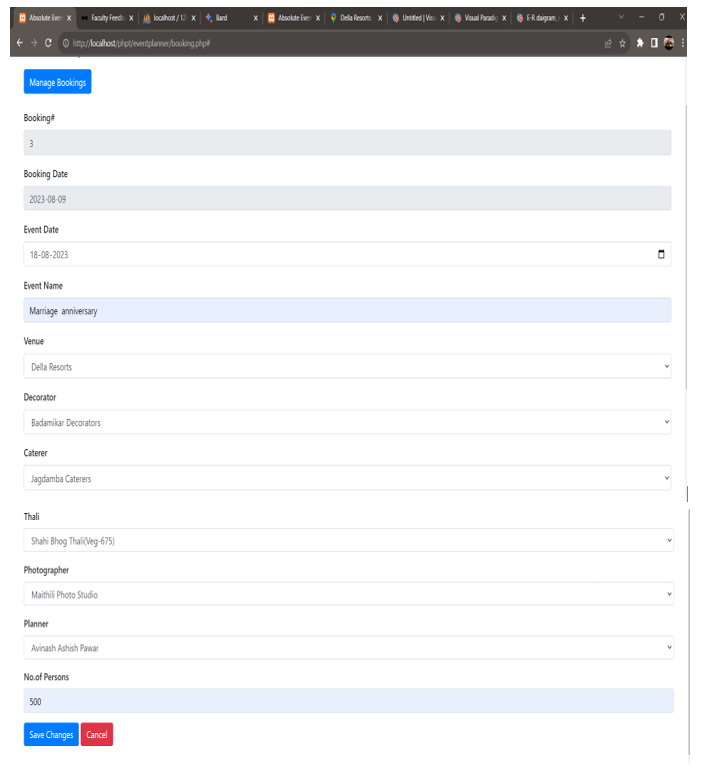 Absolute Even X Faculty Feedb X localhost / 12 X Bard X Absolute Even X Della Resorts X Untitled | Visu X Visual Paradig X E-R daigram, X +
http://localhost/phpt/eventplanner/booking.php#
Manage Bookings
Booking#
3
Booking Date
2023-08-09
Event Date
18-08-2023
Event Name
Marriage anniversary
Venue
Della Resorts
Decorator
Badamikar Decorators
Caterer
Jagdamba Caterers
Thali
Shahi Bhog Thali(Veg-675)
Photographer
Maithili Photo Studio
Planner
Avinash Ashish Pawar
No.of Persons
500
Save Changes Cancel